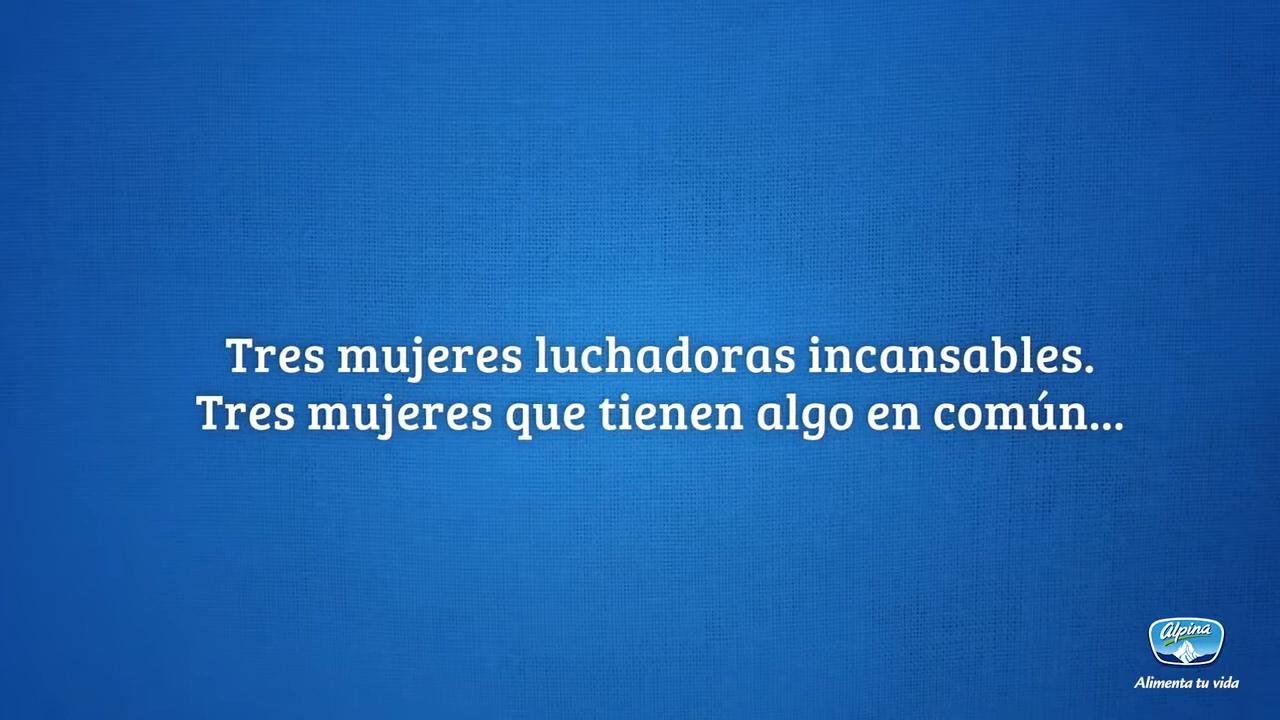 Tres mujeres luchadoras incansables.
Tres mujeres que tienen algo en común...
Alpina
Alimenta tu vida